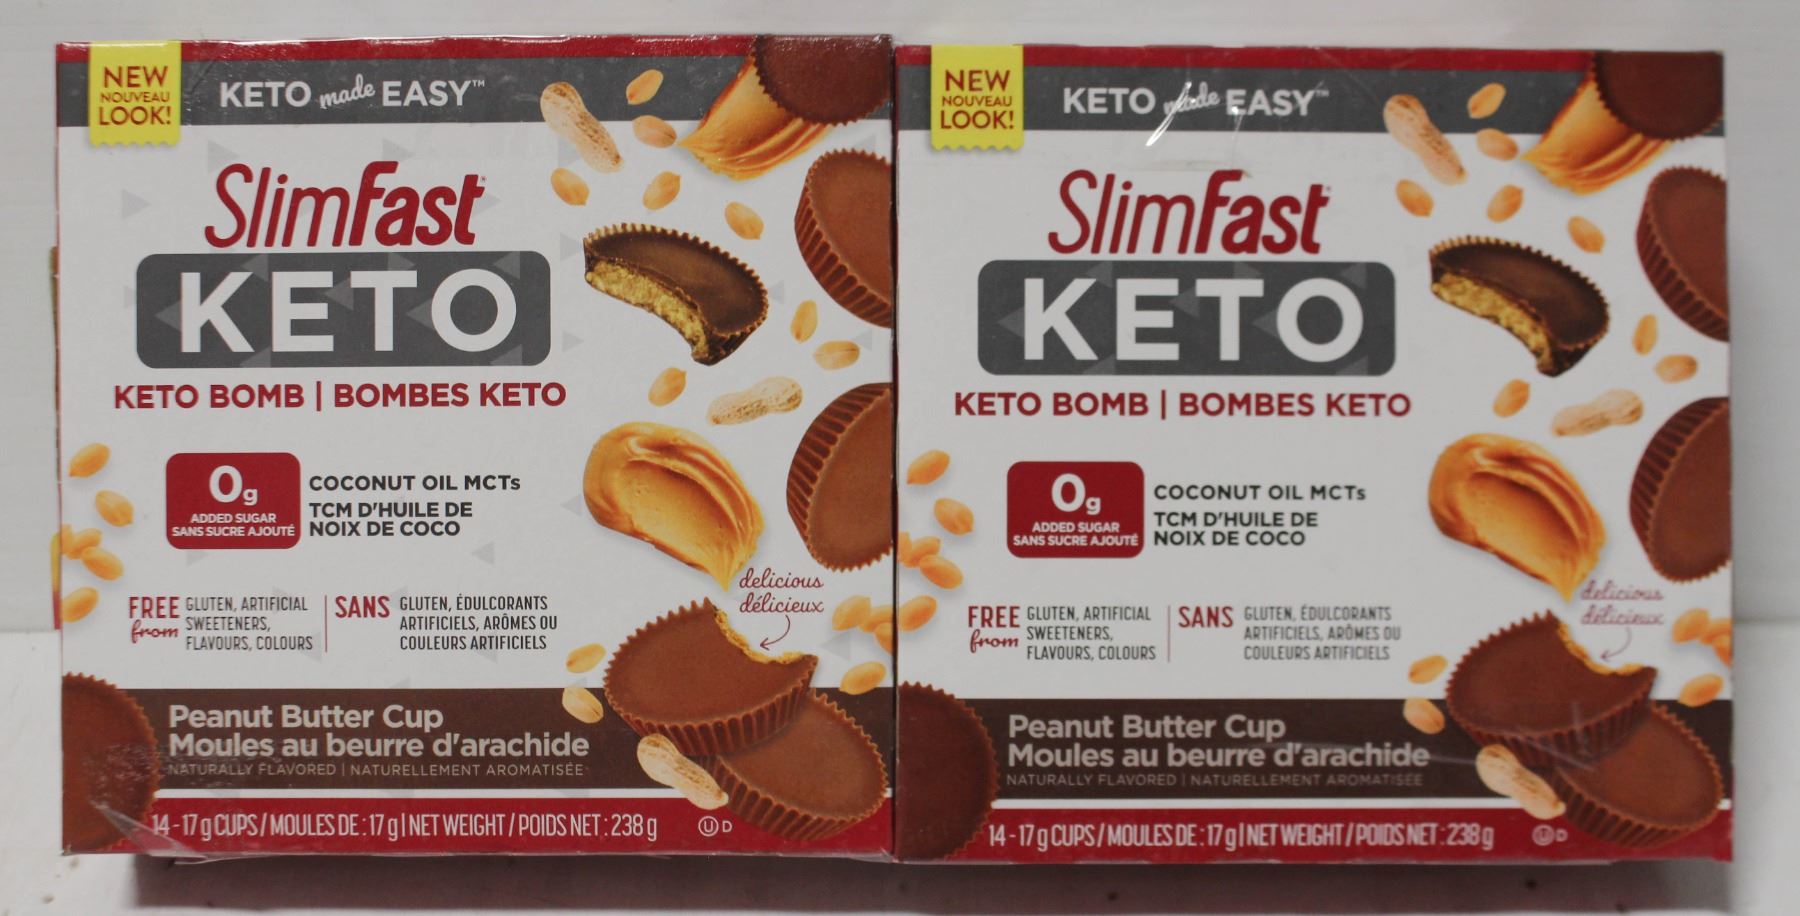 NEW
NOUVEAU
LOOK!
KETO made EASY™
SlimFast
KETO
KETO BOMB | BOMBES KETO
0g
ADDED SUGAR
SANS SUCRE AJOUTÉ
COCONUT OIL MCTs
TCM D'HUILE DE
NOIX DE COCO
delicious
délicieux
FREE from
GLUTEN, ARTIFICIAL
SWEETENERS,
FLAVOURS, COLOURS
SANS
GLUTEN, ÉDULCORANTS
ARTIFICIELS, ARÔMES OU
COULEURS ARTIFICIELS
Peanut Butter Cup
Moules au beurre d'arachide
NATURALLY FLAVORED | NATURELLEMENT AROMATISÉE
14-17 g CUPS / MOULES DE : 17 g | NET WEIGHT / POIDS NET : 238 g
U D
NEW
NOUVEAU
LOOK!
KETO made EASY™
SlimFast
KETO
KETO BOMB | BOMBES KETO
0g
ADDED SUGAR
SANS SUCRE AJOUTÉ
COCONUT OIL MCTs
TCM D'HUILE DE
NOIX DE COCO
delicious
délicieux
FREE from
GLUTEN, ARTIFICIAL
SWEETENERS,
FLAVOURS, COLOURS
SANS
GLUTEN, ÉDULCORANTS
ARTIFICIELS, ARÔMES OU
COULEURS ARTIFICIELS
Peanut Butter Cup
Moules au beurre d'arachide
NATURALLY FLAVORED | NATURELLEMENT AROMATISÉE
14-17 g CUPS / MOULES DE : 17 g | NET WEIGHT / POIDS NET : 238 g
U D